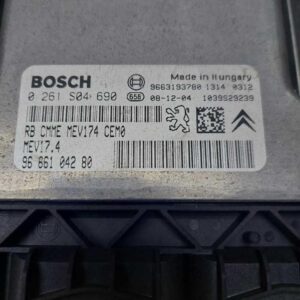 BOSCH
Made in Hungary
0 261 S04 690
9663193780 1314 0312
656 08-12-04 1039S29239
RB CMME MEV174 CEM0
MEV17.4
96 661 042 80